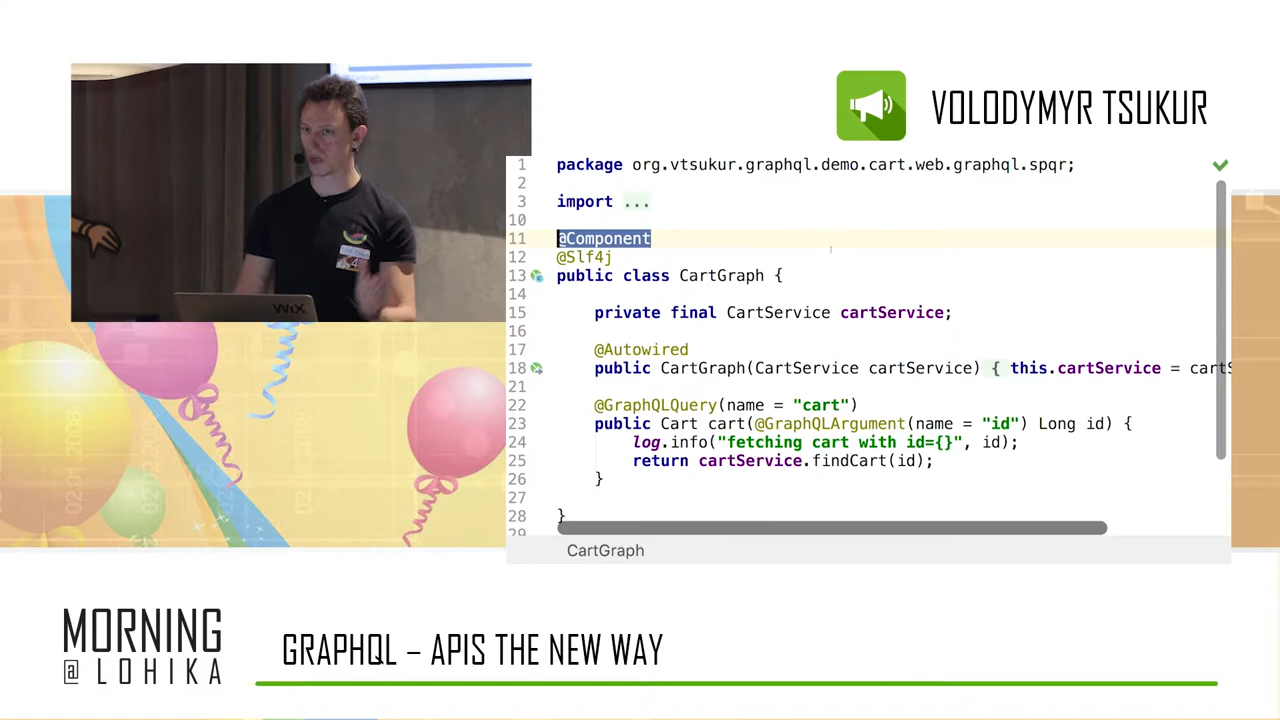 VOLODYMYR TSUKUR
WIX
4
1 package org.vtsukur.graphql.demo.cart.web.graphql.spqr;
2
3 import ...
10
11 @Component
12 @Slf4j
13 public class CartGraph {
14
15 private final CartService cartService;
16
17 @Autowired
18 public CartGraph(CartService cartService) { this.cartService = cartS
21
22 @GraphQLQuery(name = "cart")
23 public Cart cart(@GraphQLArgument(name = "id") Long id) {
24 log.info("fetching cart with id={}", id);
25 return cartService.findCart(id);
26 }
27
28 }
29
CartGraph
MORNING
@ LOHIKA
GRAPHQL – APIS THE NEW WAY